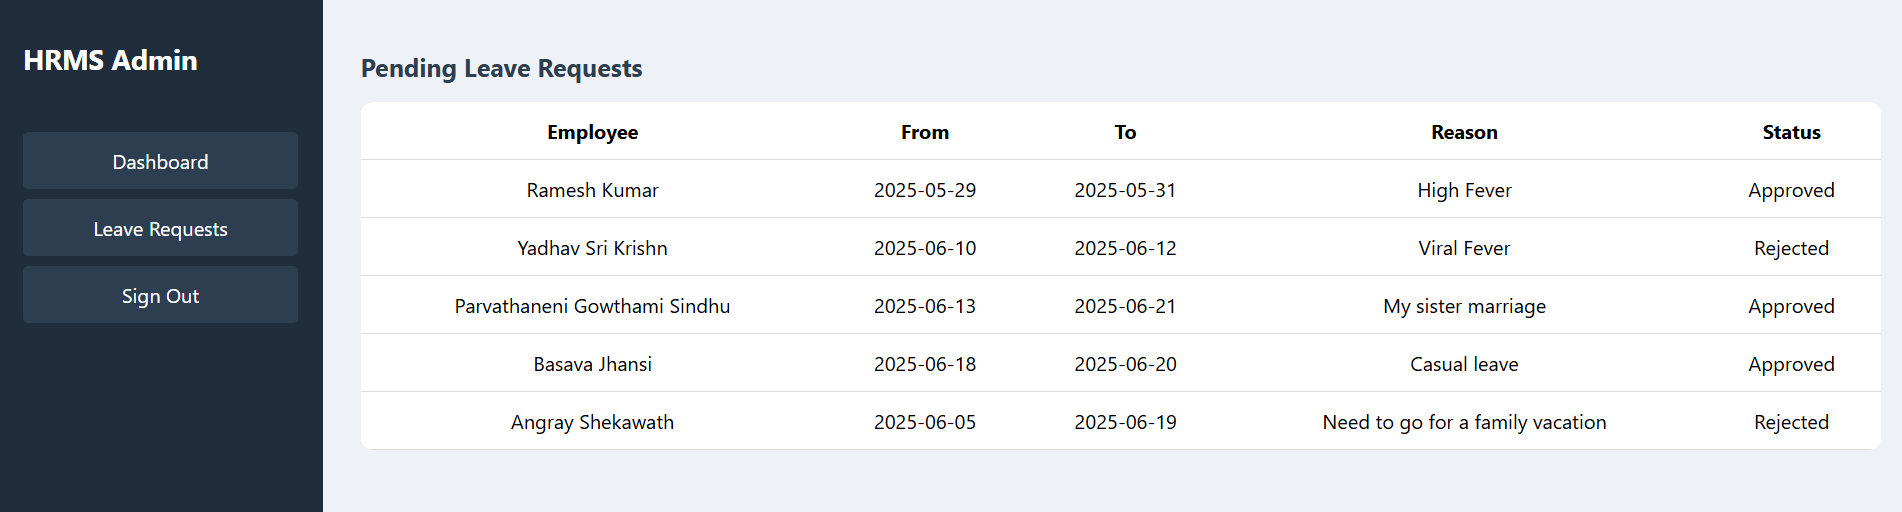 HRMS Admin
Dashboard
Leave Requests
Sign Out
Pending Leave Requests
Employee From To Reason Status
Ramesh Kumar 2025-05-29 2025-05-31 High Fever Approved
Yadhav Sri Krishn 2025-06-10 2025-06-12 Viral Fever Rejected
Parvathaneni Gowthami Sindhu 2025-06-13 2025-06-21 My sister marriage Approved
Basava Jhansi 2025-06-18 2025-06-20 Casual leave Approved
Angray Shekawath 2025-06-05 2025-06-19 Need to go for a family vacation Rejected